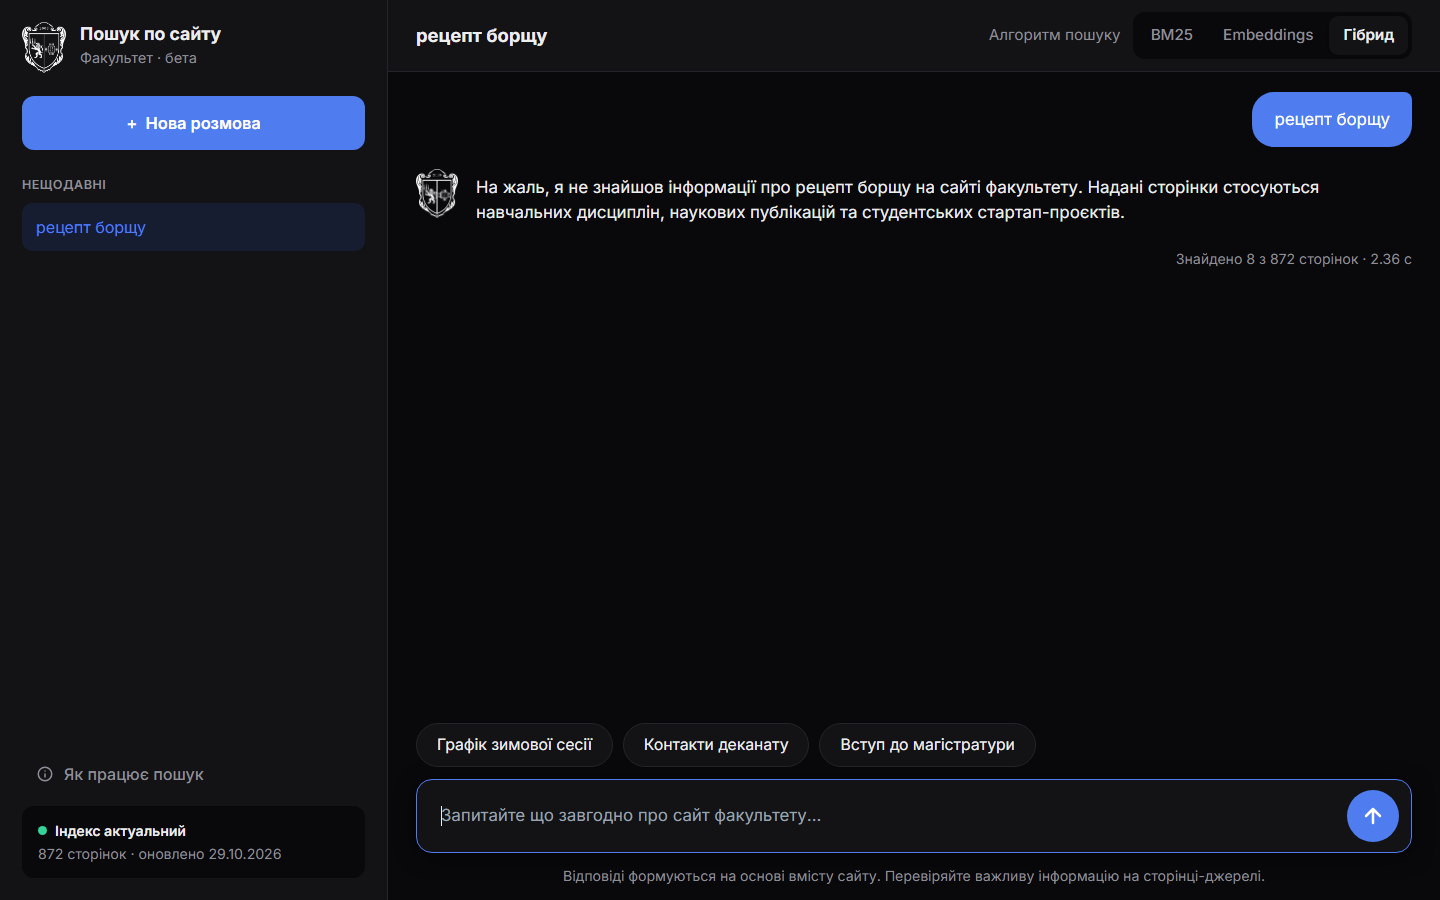 Пошук по сайту
Факультет · бета
+ Нова розмова
НЕЩОДАВНІ
рецепт борщу
Як працює пошук
Індекс актуальний
872 сторінок · оновлено 29.10.2026
рецепт борщу
Алгоритм пошуку
BM25
Embeddings
Гібрид
рецепт борщу
На жаль, я не знайшов інформації про рецепт борщу на сайті факультету. Надані сторінки стосуються
навчальних дисциплін, наукових публікацій та студентських стартап-проєктів.
Знайдено 8 з 872 сторінок · 2.36 с
Графік зимової сесії
Контакти деканату
Вступ до магістратури
Запитайте що завгодно про сайт факультету...
Відповіді формуються на основі вмісту сайту. Перевіряйте важливу інформацію на сторінці-джерелі.